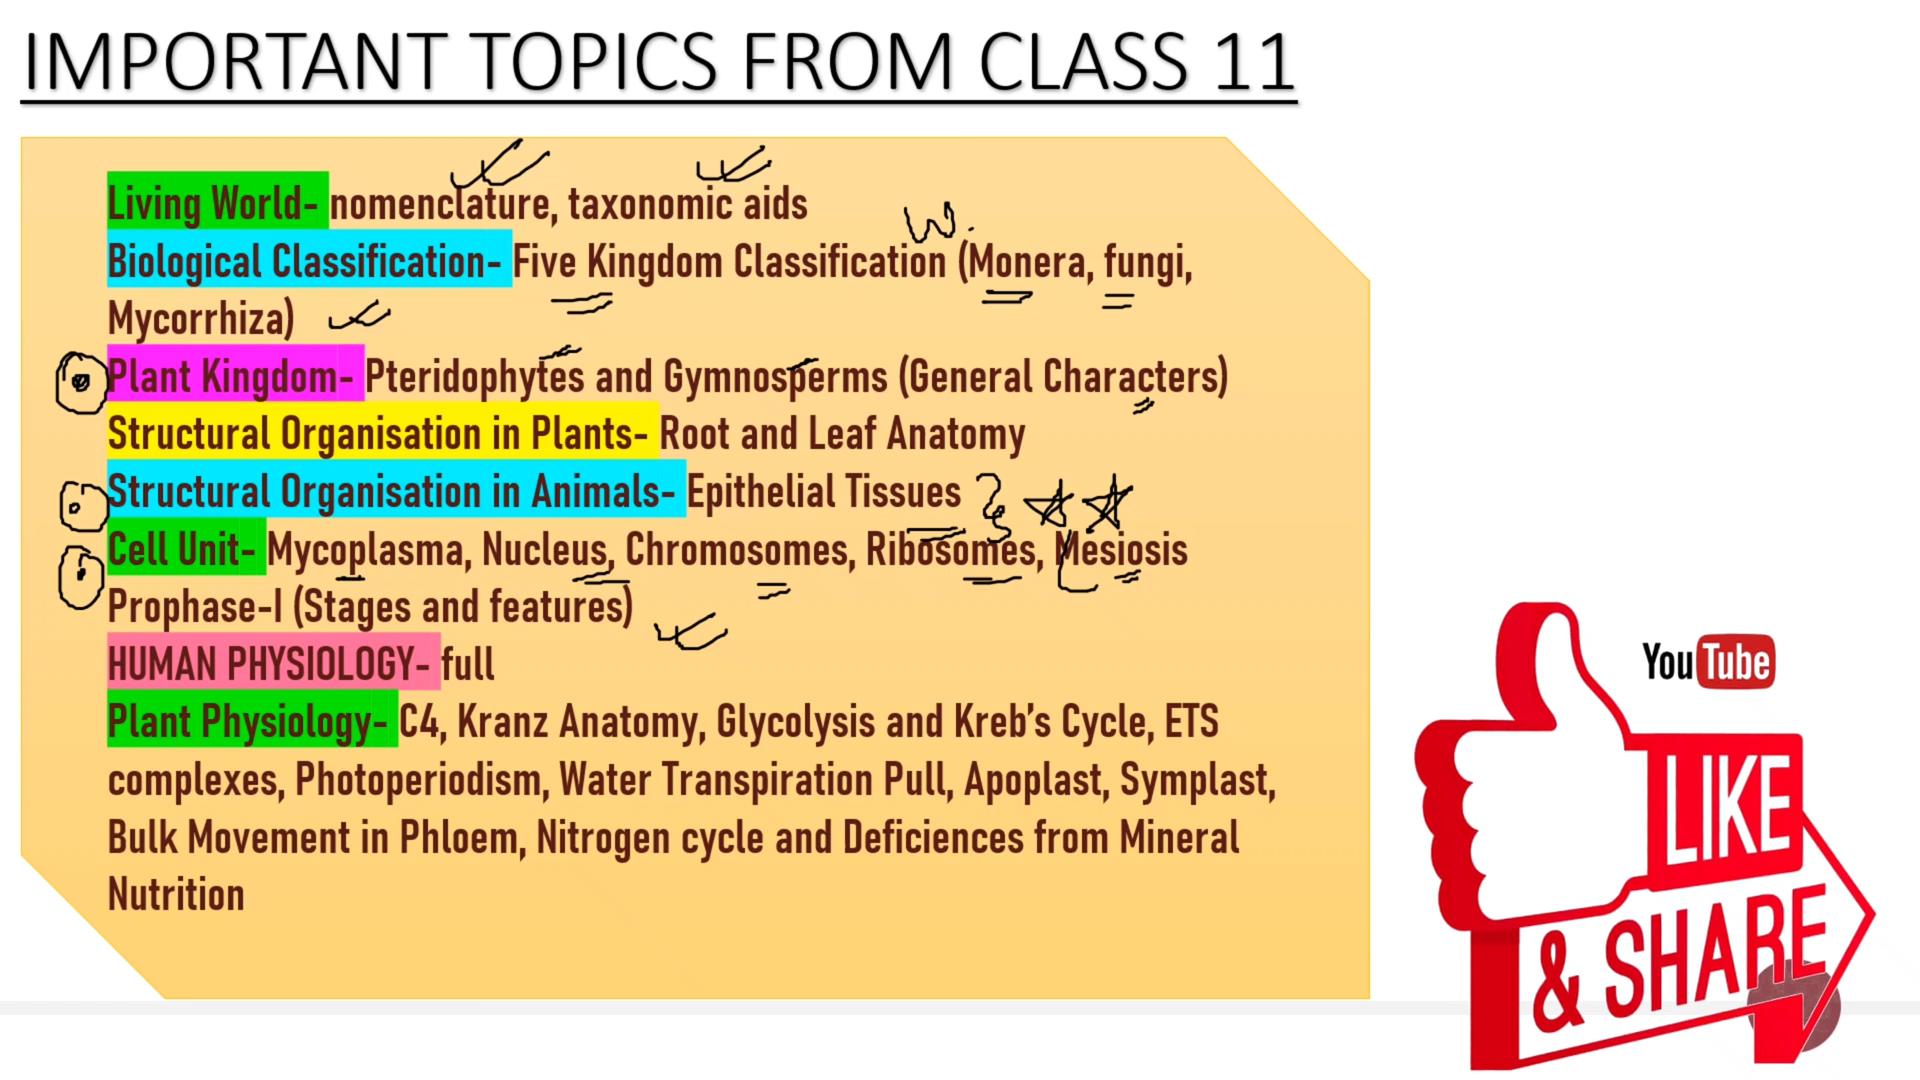 IMPORTANT TOPICS FROM CLASS 11
Living World- nomenclature, taxonomic aids
W.
Biological Classification- Five Kingdom Classification (Monera, fungi,
Mycorrhiza)
Plant Kingdom- Pteridophytes and Gymnosperms (General Characters)
Structural Organisation in Plants- Root and Leaf Anatomy
Structural Organisation in Animals- Epithelial Tissues
Cell Unit- Mycoplasma, Nucleus, Chromosomes, Ribosomes, Mesiosis
Prophase-I (Stages and features)
HUMAN PHYSIOLOGY- full
Plant Physiology- C4, Kranz Anatomy, Glycolysis and Kreb's Cycle, ETS
complexes, Photoperiodism, Water Transpiration Pull, Apoplast, Symplast,
Bulk Movement in Phloem, Nitrogen cycle and Deficiences from Mineral
Nutrition
YouTube
LIKE
& SHARE